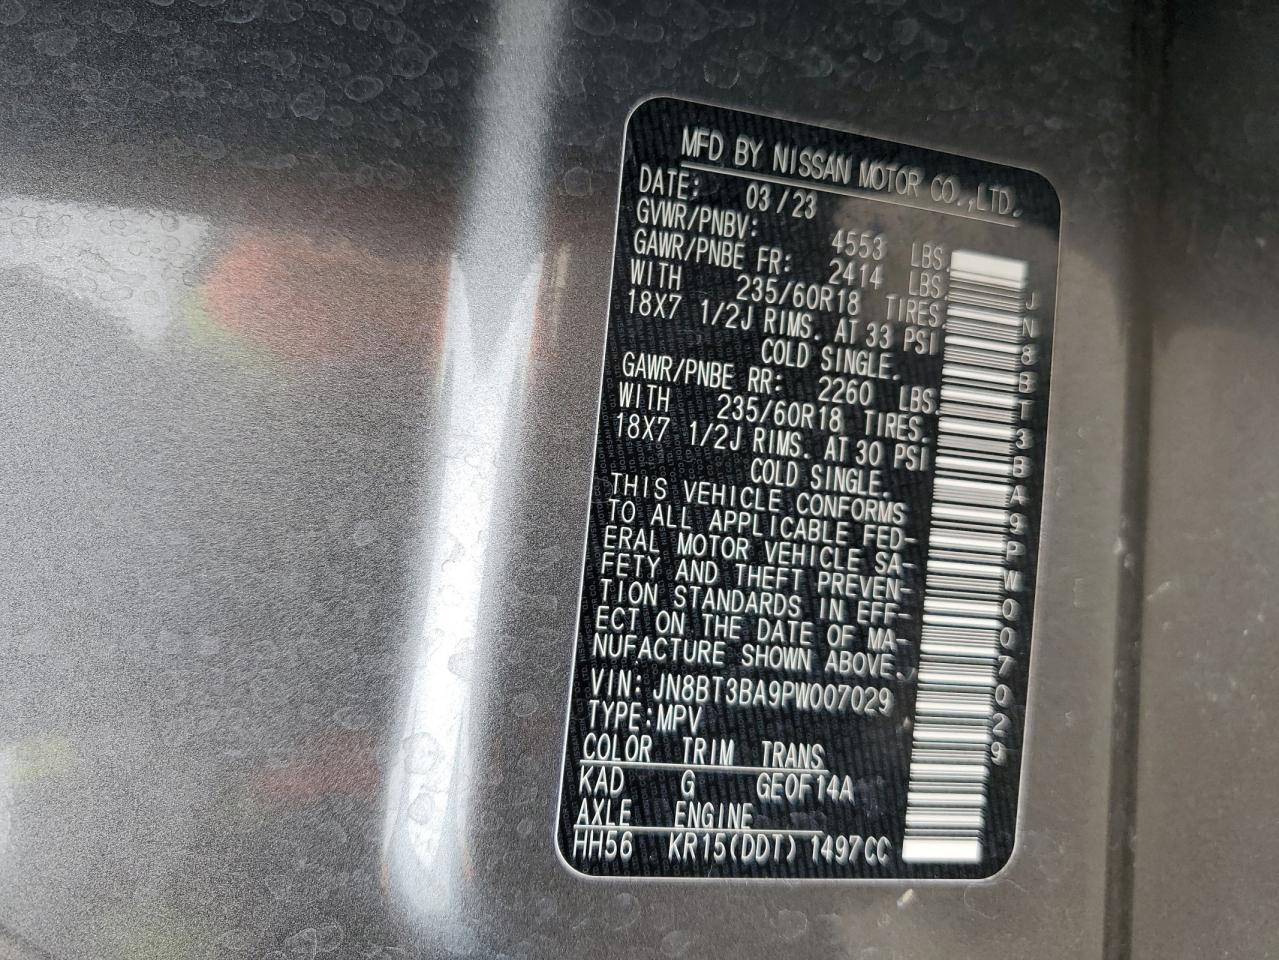 MFD BY NISSAN MOTOR CO.,LTD.
DATE: 03/23
GVWR/PNBV: 4553 LBS.
GAWR/PNBE FR: 2414 LBS.
WITH 235/60R18 TIRES.
18X7 1/2J RIMS. AT 33 PSI
COLD SINGLE.
GAWR/PNBE RR: 2260 LBS.
WITH 235/60R18 TIRES.
18X7 1/2J RIMS. AT 30 PSI
COLD SINGLE.
THIS VEHICLE CONFORMS
TO ALL APPLICABLE FED-
ERAL MOTOR VEHICLE SA-
FETY AND THEFT PREVEN-
TION STANDARDS IN EFF-
ECT ON THE DATE OF MA-
NUFACTURE SHOWN ABOVE.
VIN: JN8BT3BA9PW007029
TYPE:MPV
COLOR TRIM TRANS
KAD G GE0F14A
AXLE ENGINE
HH56 KR15(DDT) 1497CC
JN8BT3BA9PW007029